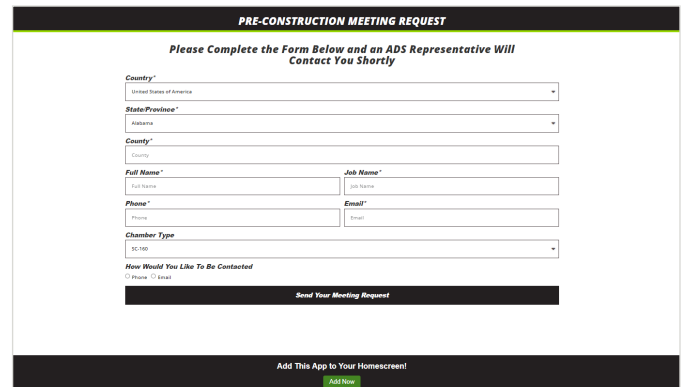 PRE-CONSTRUCTION MEETING REQUEST
Please Complete the Form Below and an ADS Representative Will
Contact You Shortly
Country*
United States of America
State/Province*
Alabama
County*
County
Full Name* Job Name*
Full Name Job Name
Phone* Email*
Phone Email
Chamber Type
SC-160
How Would You Like To Be Contacted
Phone Email
Send Your Meeting Request
Add This App to Your Homescreen!
Add Now